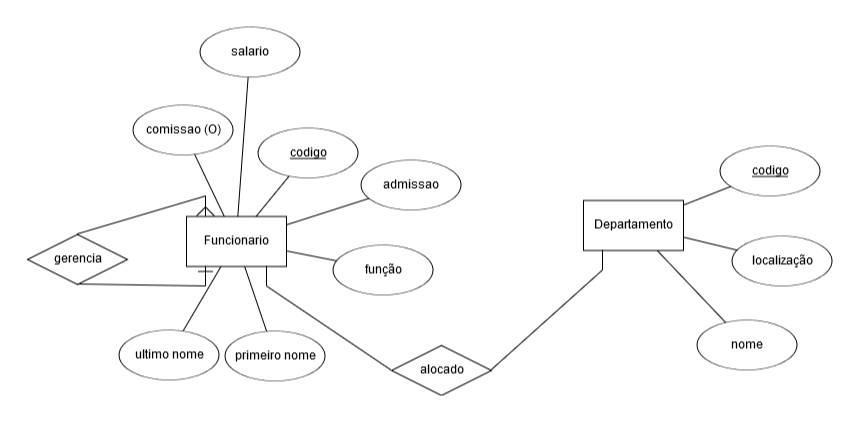 salario
comissao (O)
codigo
admissao
codigo
Funcionario
Departamento
gerencia
função
localização
ultimo nome
primeiro nome
nome
alocado